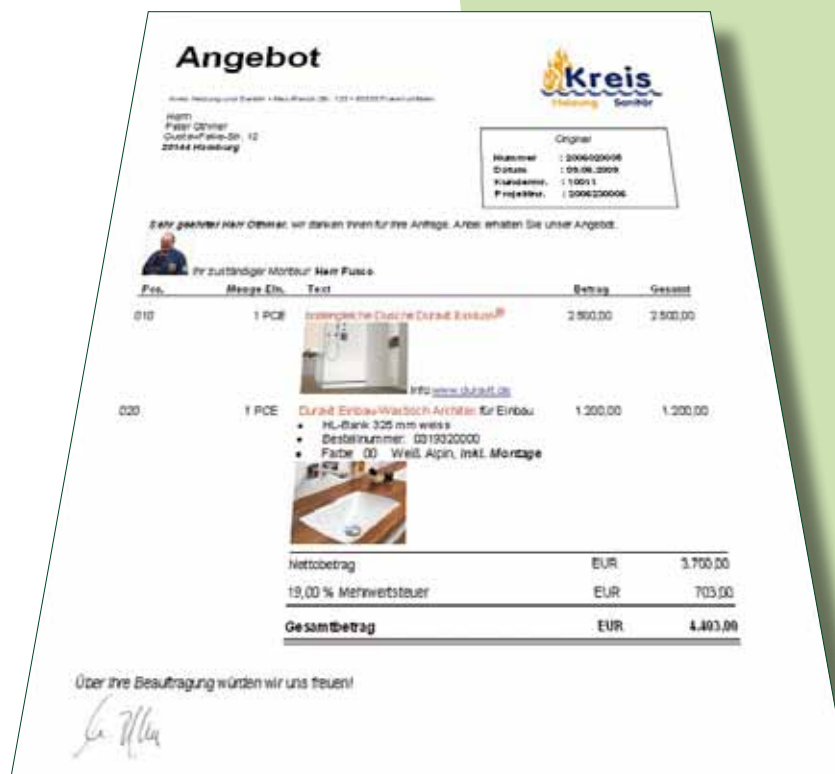 Angebot
Kreis
Heizung Sanitär
Herrn
Peter Othmer
Gustav-Falke-Str. 12
20144 Hamburg
Original
Nummer :
Datum :
Kundennr. : 10011
Projektnr. :
Sehr geehrter Herr Othmer, wir danken Ihnen für Ihre Anfrage. Anbei erhalten Sie unser Angebot.
Ihr zuständiger Monteur: Herr Fusco
Pos. Menge Ein. Text Betrag Gesamt
010 1 PCE bodengleiche Dusche Duravit 2.500,00 2.500,00
Info: www.duravit.de
020 1 PCE Duravit Einbau-Waschtisch Architec für Einbau 1.200,00 1.200,00
• HL-Bank 325 mm weiss
• Bestellnummer: 0319320000
• Farbe 00 Weiß Alpin, inkl. Montage
Nettobetrag EUR 3.700,00
19,00 % Mehrwertsteuer EUR 703,00
Gesamtbetrag EUR 4.403,00
Über Ihre Beauftragung würden wir uns freuen!